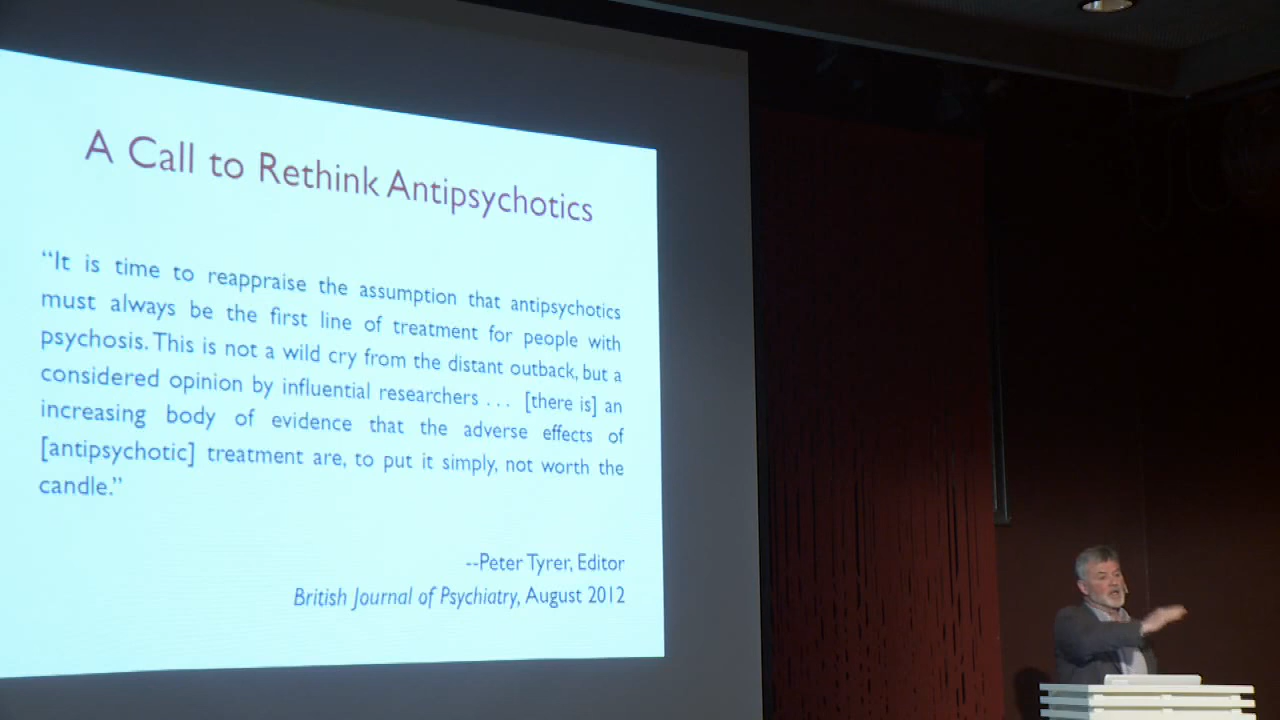 A Call to Rethink Antipsychotics
“It is time to reappraise the assumption that antipsychotics
must always be the first line of treatment for people with
psychosis. This is not a wild cry from the distant outback, but a
considered opinion by influential researchers . . . [there is] an
increasing body of evidence that the adverse effects of
[antipsychotic] treatment are, to put it simply, not worth the
candle.”
--Peter Tyrer, Editor
British Journal of Psychiatry, August 2012